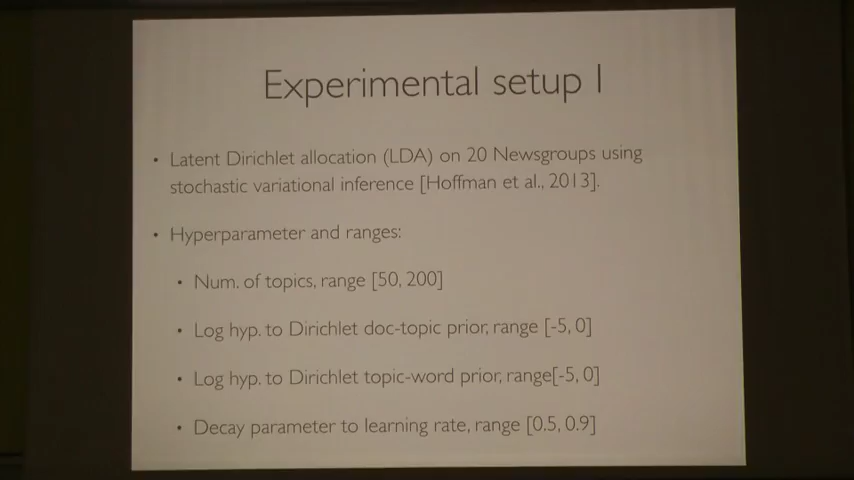 Experimental setup I
• Latent Dirichlet allocation (LDA) on 20 Newsgroups using
stochastic variational inference [Hoffman et al., 2013].
• Hyperparameter and ranges:
• Num. of topics, range [50, 200]
• Log hyp. to Dirichlet doc-topic prior, range [-5, 0]
• Log hyp. to Dirichlet topic-word prior, range[-5, 0]
• Decay parameter to learning rate, range [0.5, 0.9]